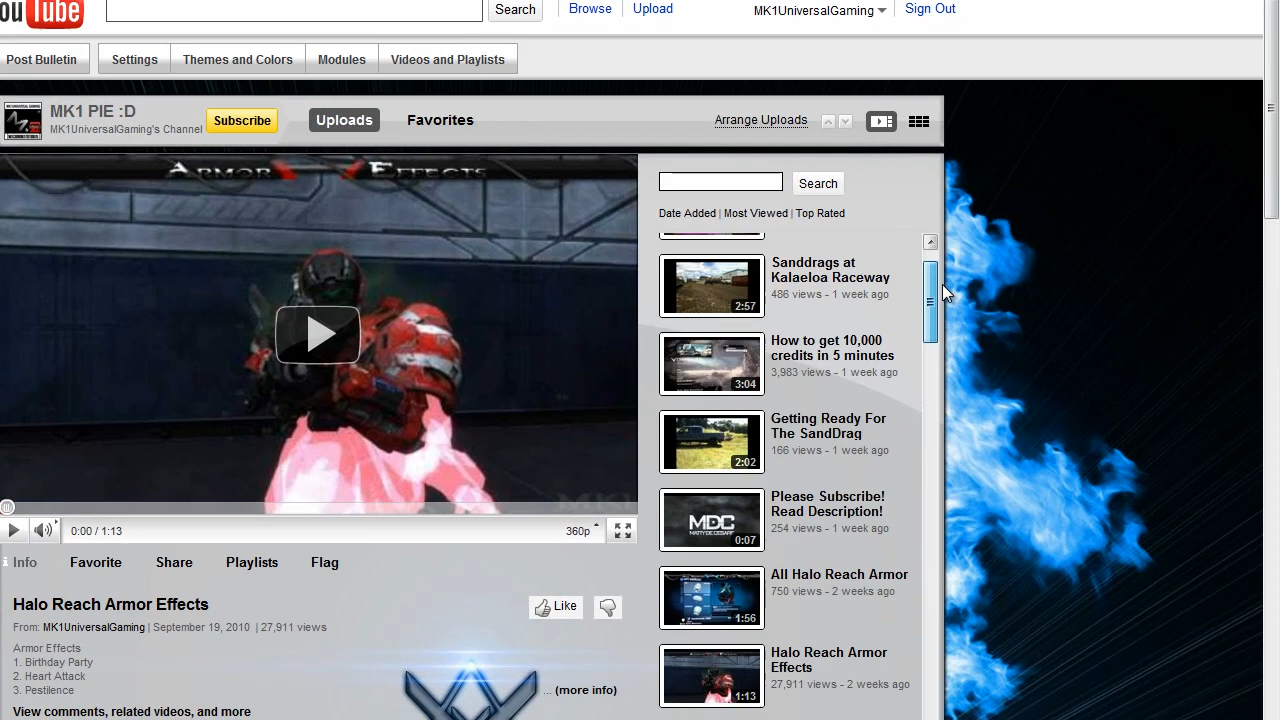 ou Tube
Search
Browse
Upload
MK1UniversalGaming
Sign Out
Post Bulletin
Settings
Themes and Colors
Modules
Videos and Playlists
MK1 PIE :D
MK1UniversalGaming's Channel
Subscribe
Uploads
Favorites
Arrange Uploads
ARMOR EFFECTS
MK1
0:00 / 1:13
360p
Info
Favorite
Share
Playlists
Flag
Halo Reach Armor Effects
From: MK1UniversalGaming | September 19, 2010 | 27,911 views
Like
Armor Effects
1. Birthday Party
2. Heart Attack
3. Pestilence
... (more info)
View comments, related videos, and more
Search
Date Added | Most Viewed | Top Rated
2:57
Sanddrags at
Kalaeloa Raceway
486 views - 1 week ago
3:04
How to get 10,000
credits in 5 minutes
3,983 views - 1 week ago
2:02
Getting Ready For
The SandDrag
166 views - 1 week ago
MDC
0:07
Please Subscribe!
Read Description!
254 views - 1 week ago
1:56
All Halo Reach Armor
750 views - 2 weeks ago
1:13
Halo Reach Armor
Effects
27,911 views - 2 weeks ago